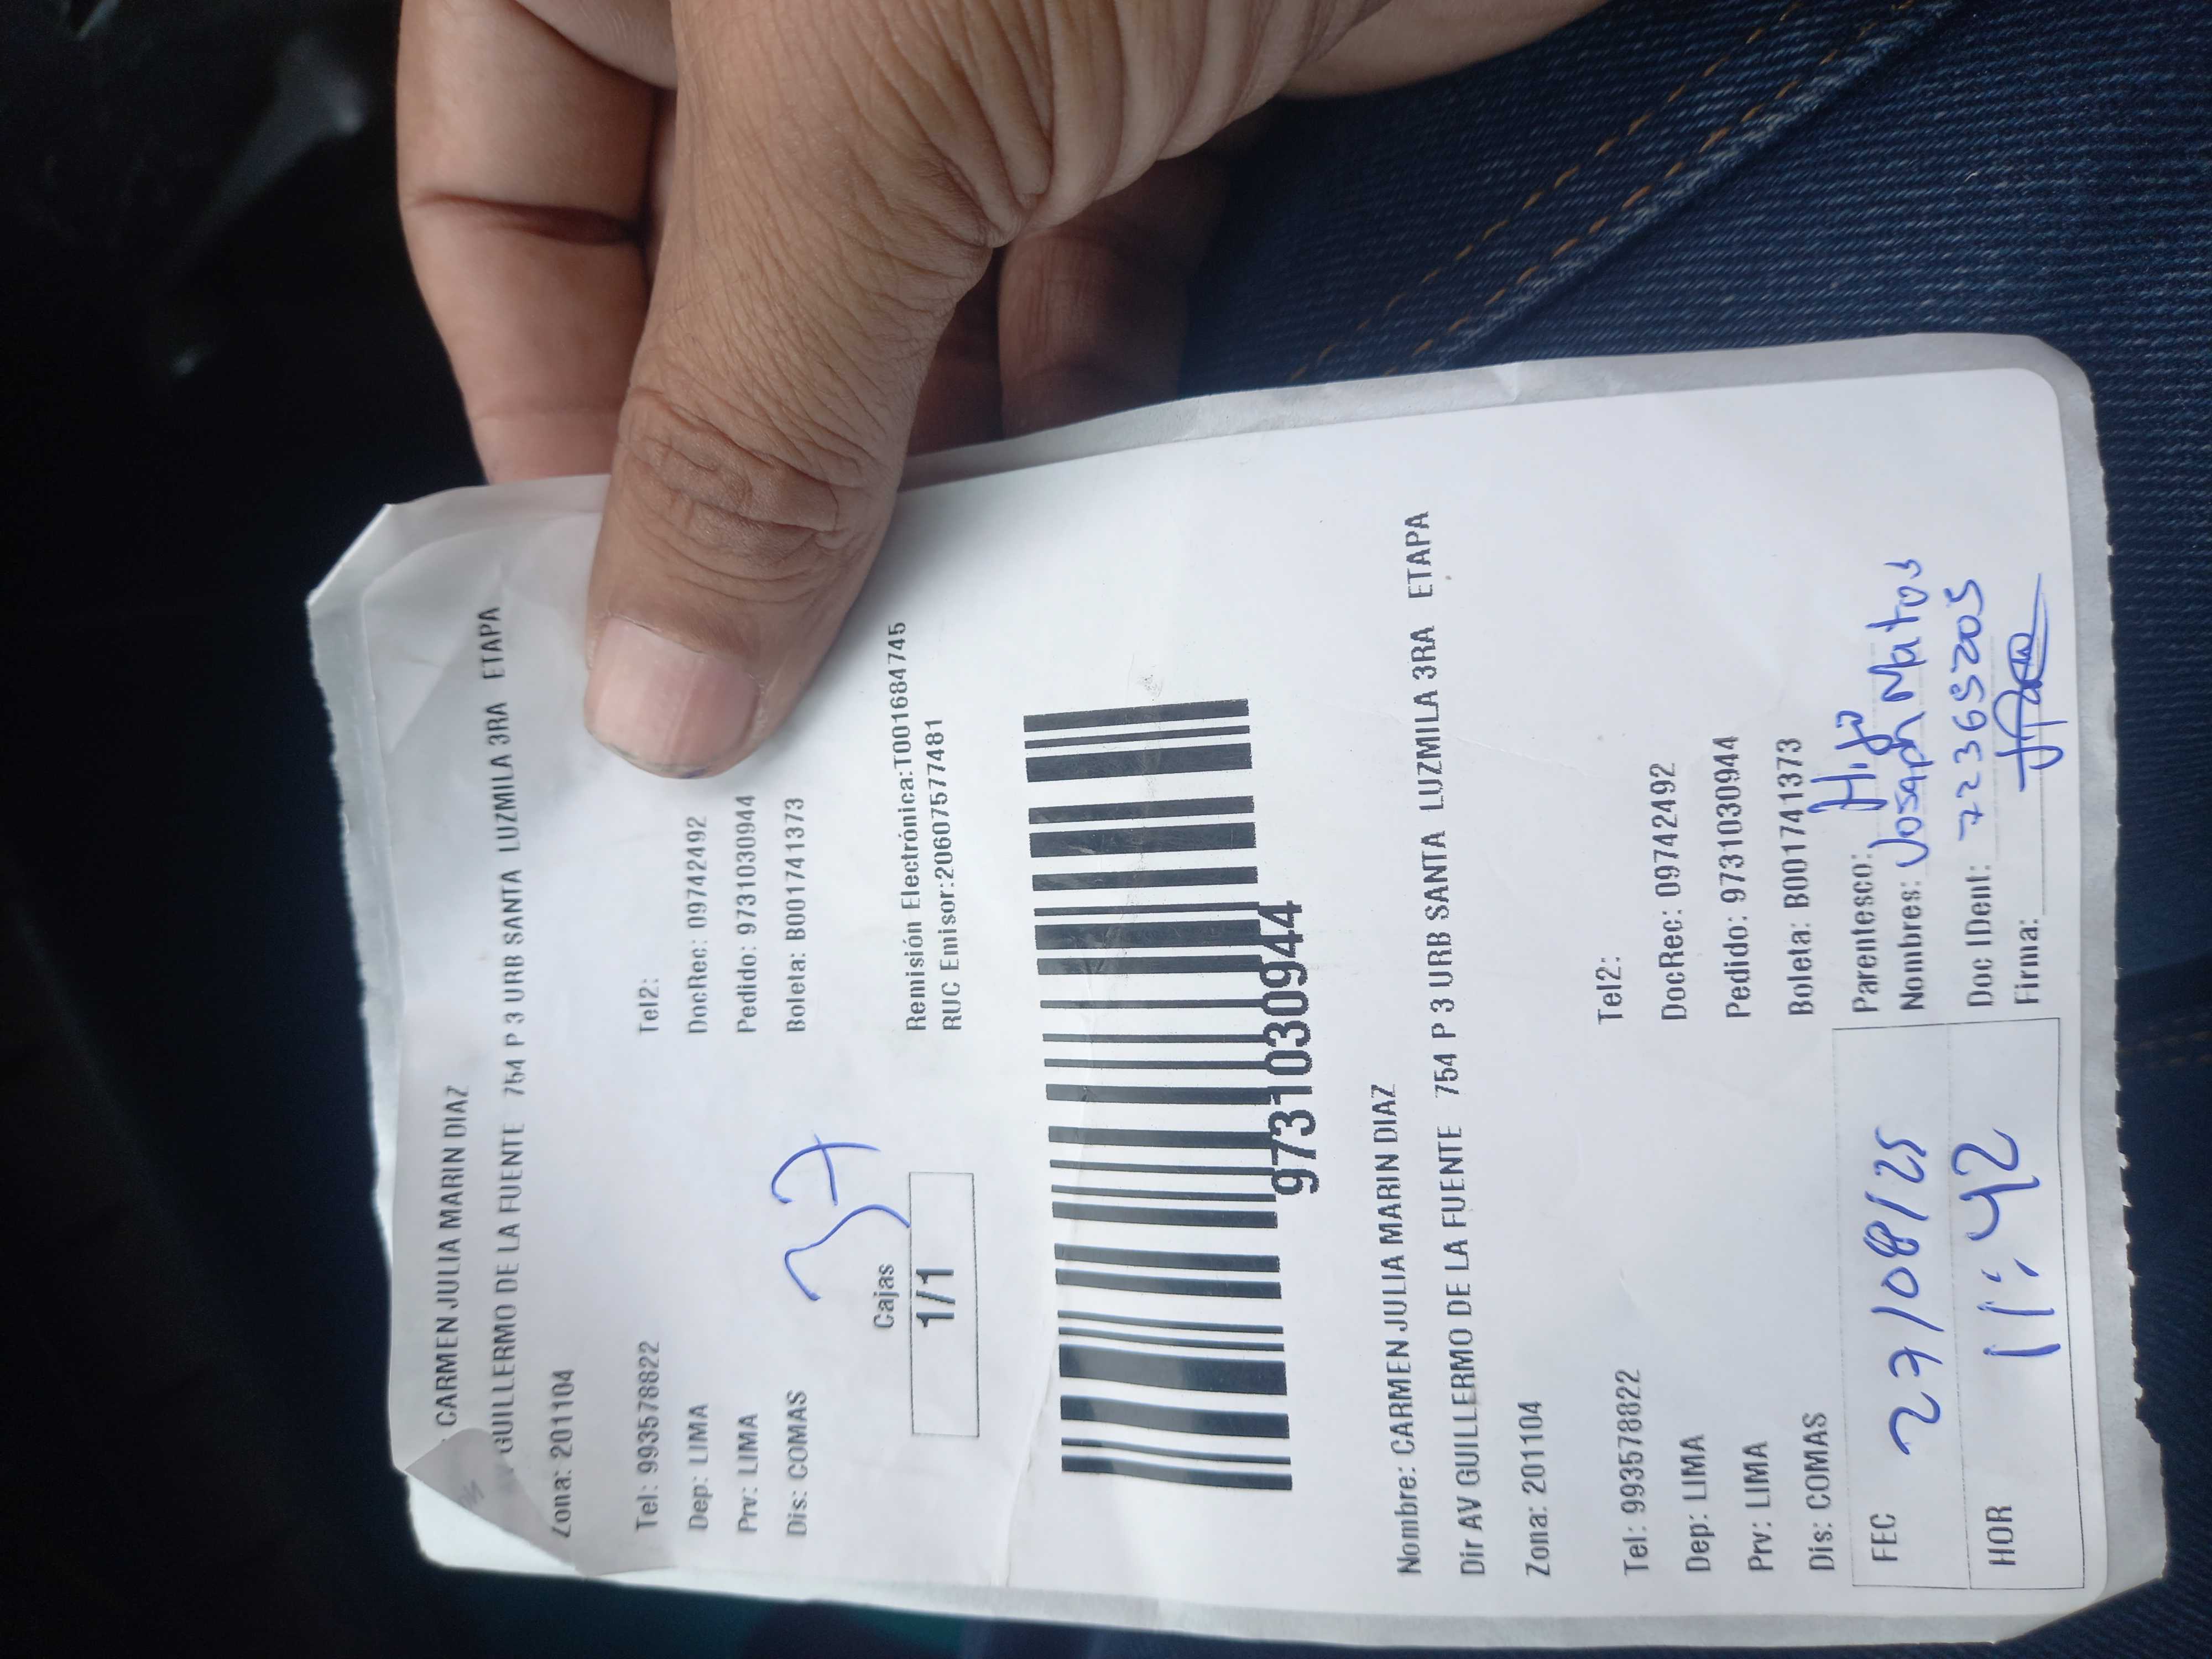 CARMEN JULIA MARIN DIAZ
GUILLERMO DE LA FUENTE 754 P 3 URB SANTA LUZMILA 3RA ETAPA
Zona: 201104
Tel: 993578822 Tel2:
Dep: LIMA DocRec: 09742492
Prv: LIMA Pedido: 97310309​44
Dis: COMAS Boleta: B001741373
37
Cajas
1/1
Remisión Electrónica:T001684745
RUC Emisor:20607577481
9731030944
Nombre: CARMEN JULIA MARIN DIAZ
Dir AV GUILLERMO DE LA FUENTE 754 P 3 URB SANTA LUZMILA 3RA ETAPA
Zona: 201104
Tel: 993578822 Tel2:
Dep: LIMA DocRec: 09742492
Prv: LIMA Pedido: 9731030944
Dis: COMAS Boleta: B001741373
FEC 27/08/25
HOR 11:42
Parentesco: Hijo
Nombres: Joseph Matos
Doc IDent: 72365205
Firma: